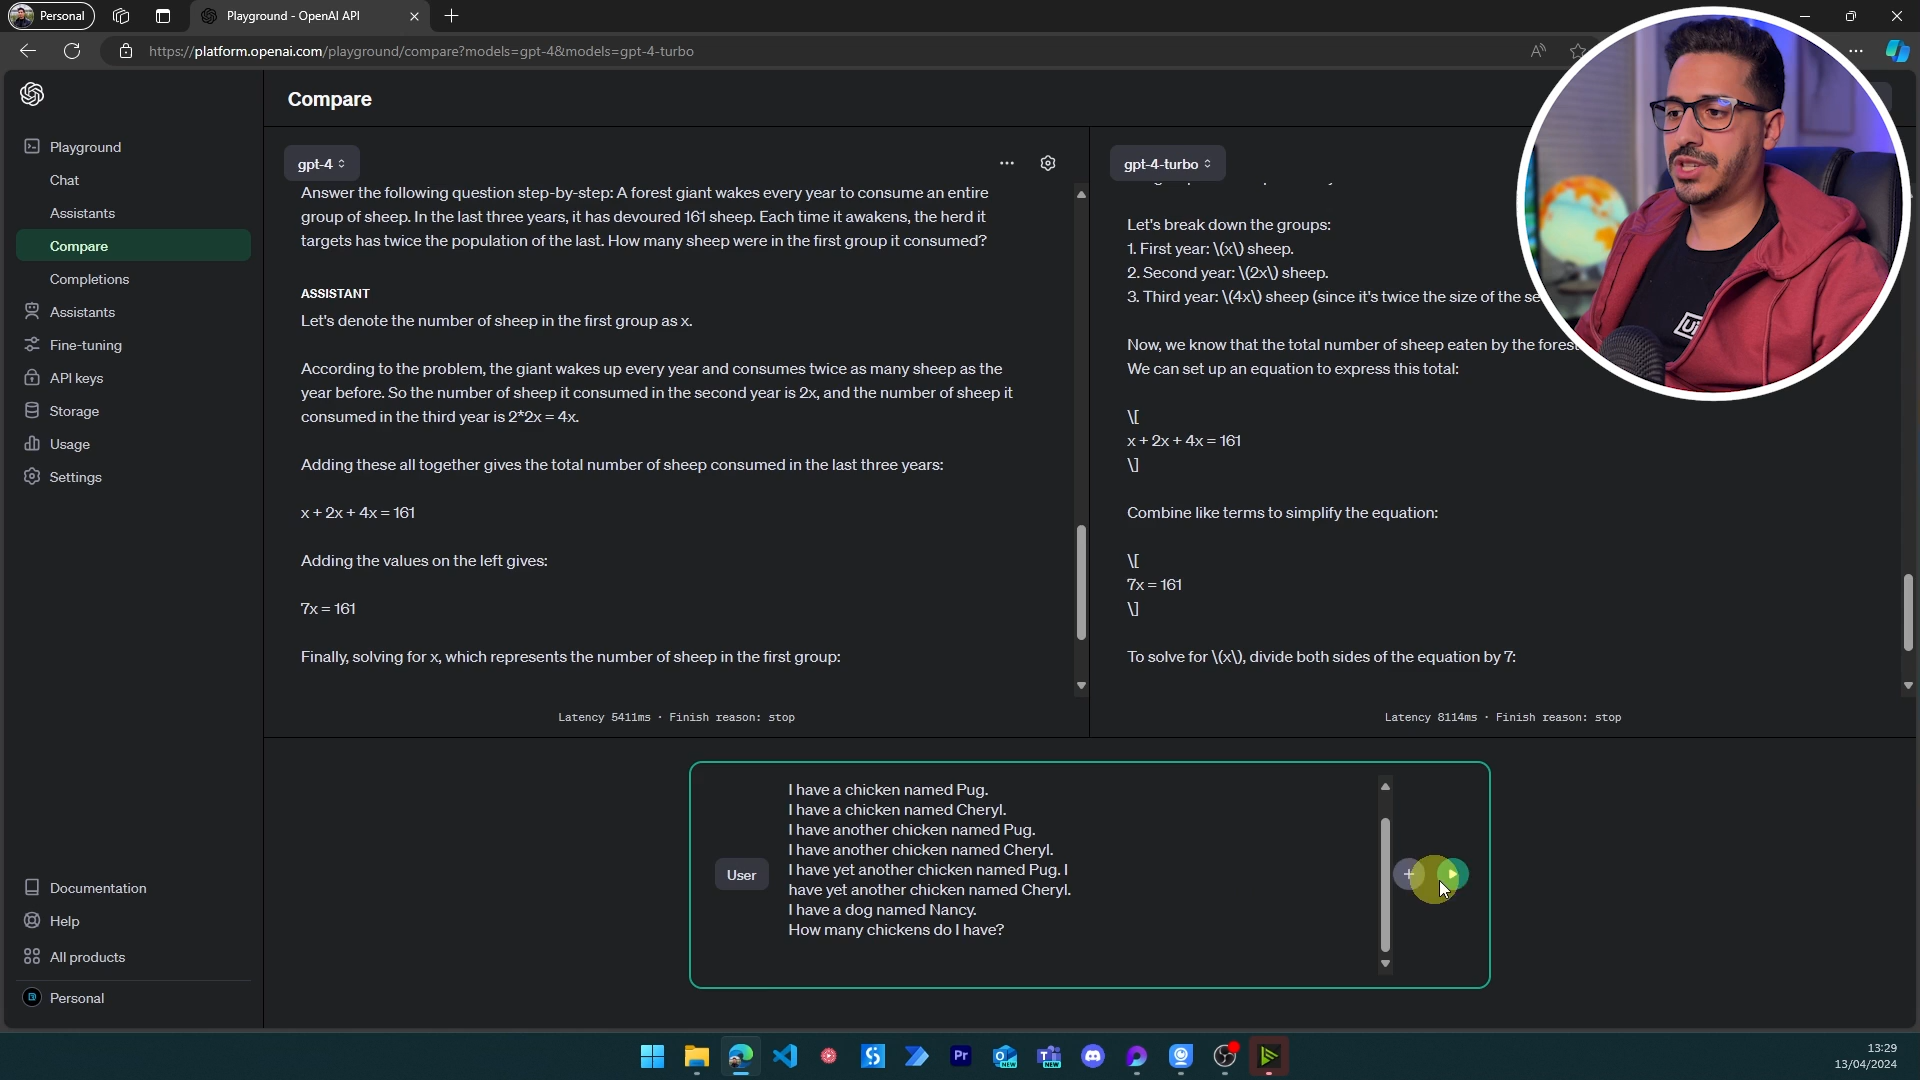 Personal
Playground - OpenAI API
https://platform.openai.com/playground/compare?models=gpt-4&models=gpt-4-turbo
Compare
Playground
Chat
Assistants
Compare
Completions
Assistants
Fine-tuning
API keys
Storage
Usage
Settings
Documentation
Help
All products
Personal
gpt-4
Answer the following question step-by-step: A forest giant wakes every year to consume an entire
group of sheep. In the last three years, it has devoured 161 sheep. Each time it awakens, the herd it
targets has twice the population of the last. How many sheep were in the first group it consumed?
ASSISTANT
Let's denote the number of sheep in the first group as x.
According to the problem, the giant wakes up every year and consumes twice as many sheep as the
year before. So the number of sheep it consumed in the second year is 2x, and the number of sheep it
consumed in the third year is 2*2x = 4x.
Adding these all together gives the total number of sheep consumed in the last three years:
x + 2x + 4x = 161
Adding the values on the left gives:
7x = 161
Finally, solving for x, which represents the number of sheep in the first group:
Latency 5411ms · Finish reason: stop
gpt-4-turbo
Let's break down the groups:
1. First year: \(x\) sheep.
2. Second year: \(2x\) sheep.
3. Third year: \(4x\) sheep (since it's twice the size of the se
Now, we know that the total number of sheep eaten by the forest
We can set up an equation to express this total:
\[
x + 2x + 4x = 161
\]
Combine like terms to simplify the equation:
\[
7x = 161
\]
To solve for \(x\), divide both sides of the equation by 7:
Latency 8114ms · Finish reason: stop
User
I have a chicken named Pug.
I have a chicken named Cheryl.
I have another chicken named Pug.
I have another chicken named Cheryl.
I have yet another chicken named Pug. I
have yet another chicken named Cheryl.
I have a dog named Nancy.
How many chickens do I have?
Ui
Pr
NEW
NEW
13:29
13/04/2024